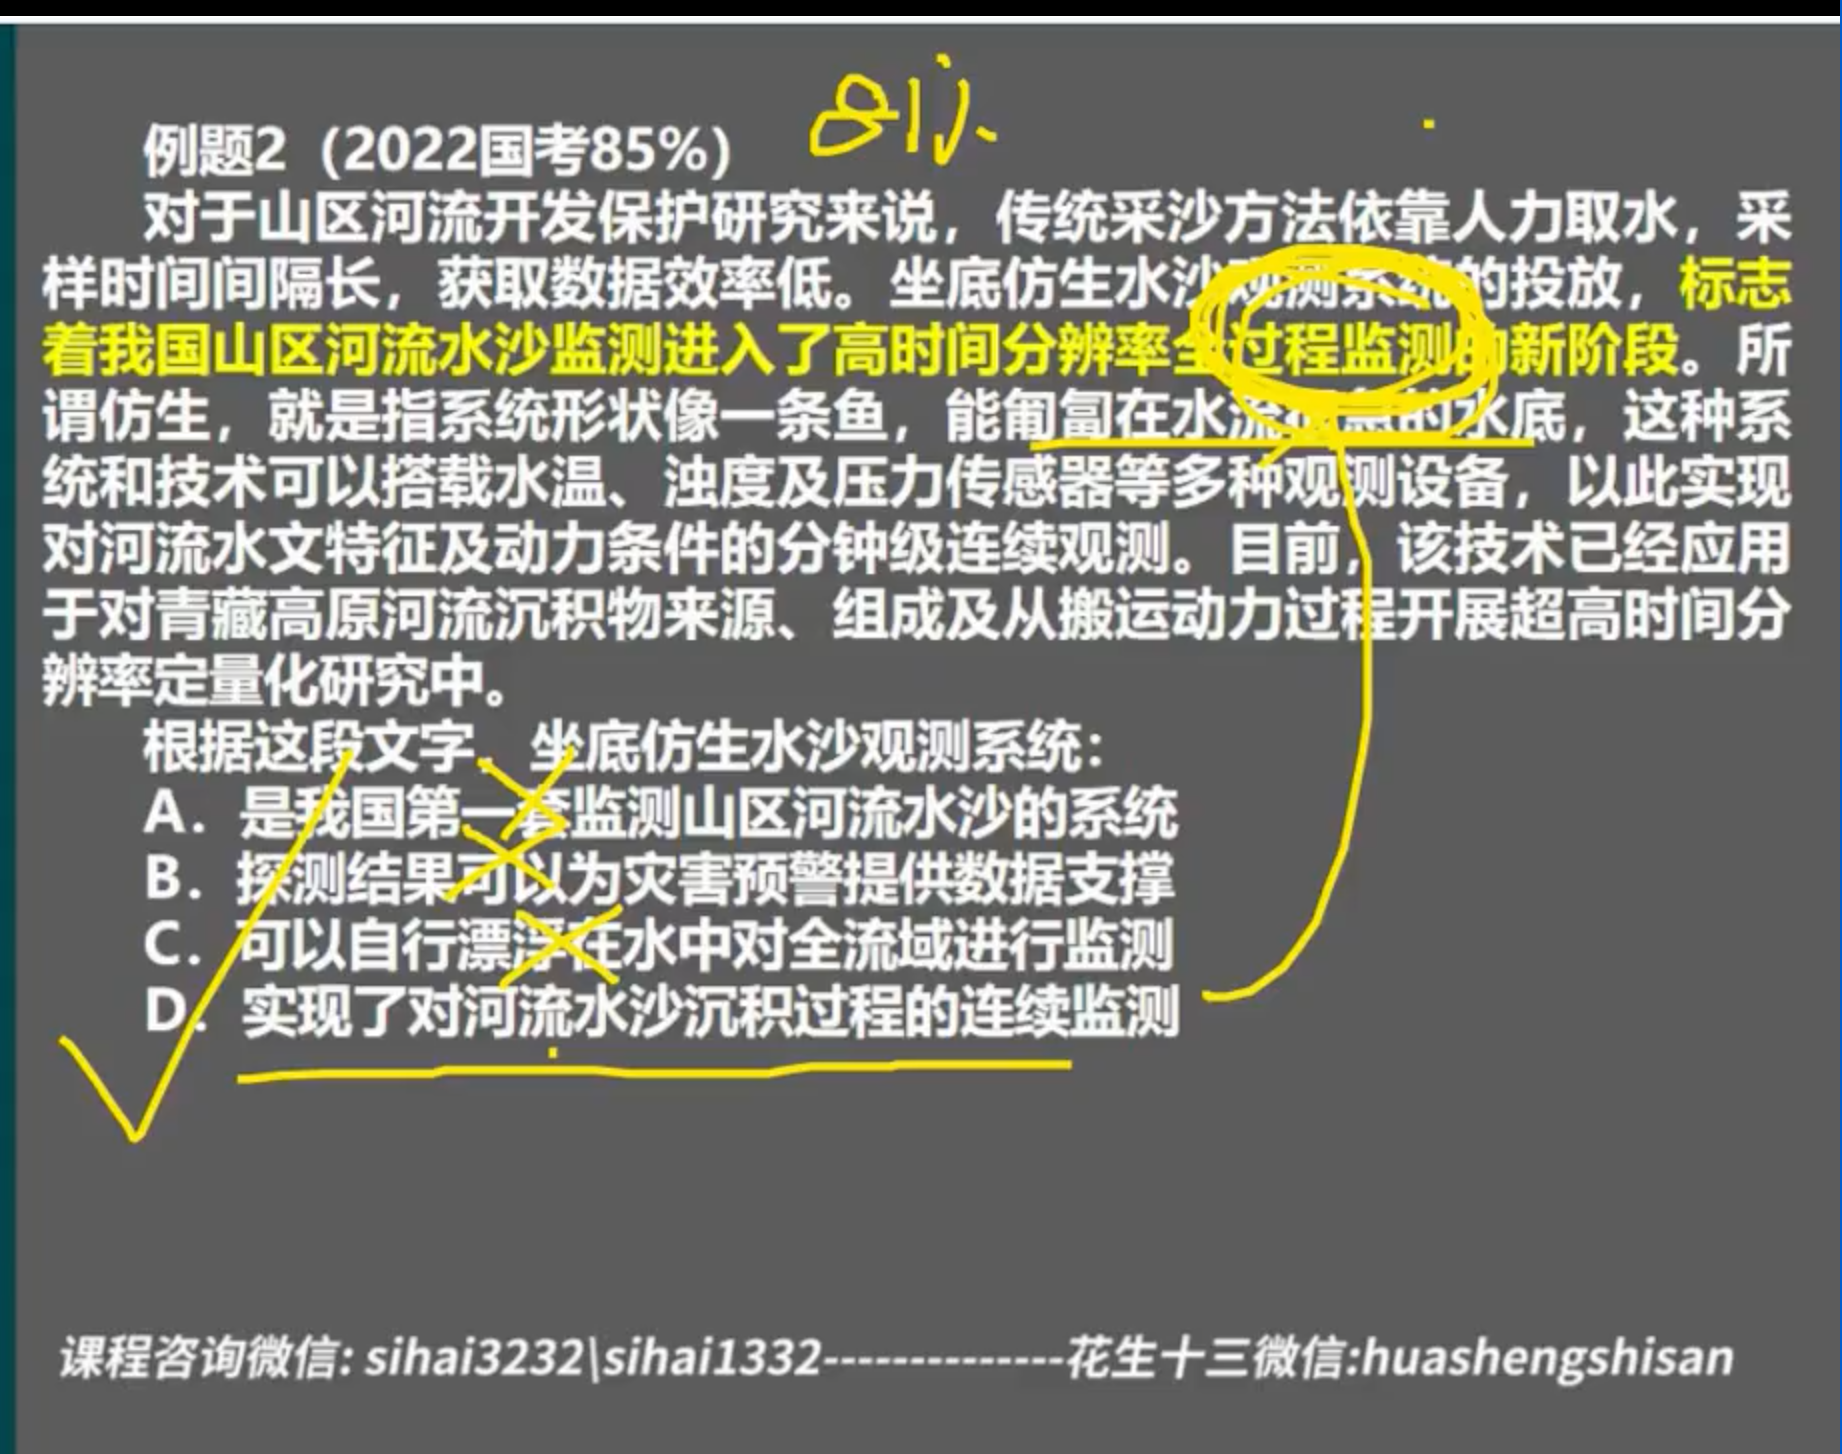 例题2（2022国考85%）
对于山区河流开发保护研究来说，传统采沙方法依靠人力取水，采
样时间间隔长，获取数据效率低。坐底仿生水沙观测系统的投放，标志
着我国山区河流水沙监测进入了高时间分辨率全过程监测的新阶段。所
谓仿生，就是指系统形状像一条鱼，能匍匐在水流湍急的水底，这种系
统和技术可以搭载水温、浊度及压力传感器等多种观测设备，以此实现
对河流水文特征及动力条件的分钟级连续观测。目前，该技术已经应用
于对青藏高原河流沉积物来源、组成及从搬运动力过程开展超高时间分
辨率定量化研究中。
根据这段文字，坐底仿生水沙观测系统：
A．是我国第一套监测山区河流水沙的系统
B．探测结果可以为灾害预警提供数据支撑
C．可以自行漂浮在水中对全流域进行监测
D．实现了对河流水沙沉积过程的连续监测
课程咨询微信: sihai3232\sihai1332--------------花生十三微信:huashengshisan